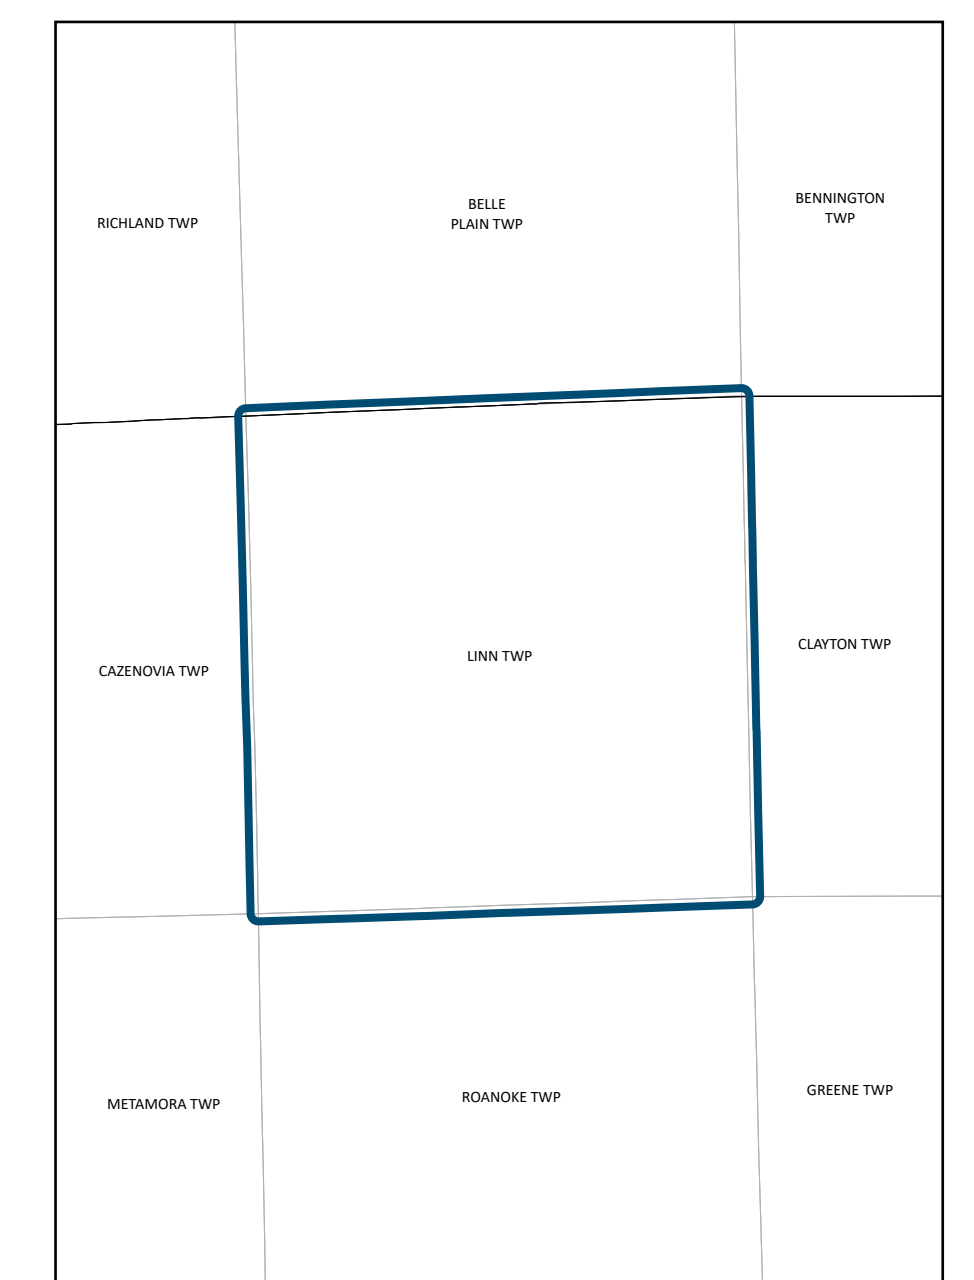 RICHLAND TWP
BELLE
PLAIN TWP
BENNINGTON
TWP
CAZENOVIA TWP
LINN TWP
CLAYTON TWP
METAMORA TWP
ROANOKE TWP
GREENE TWP